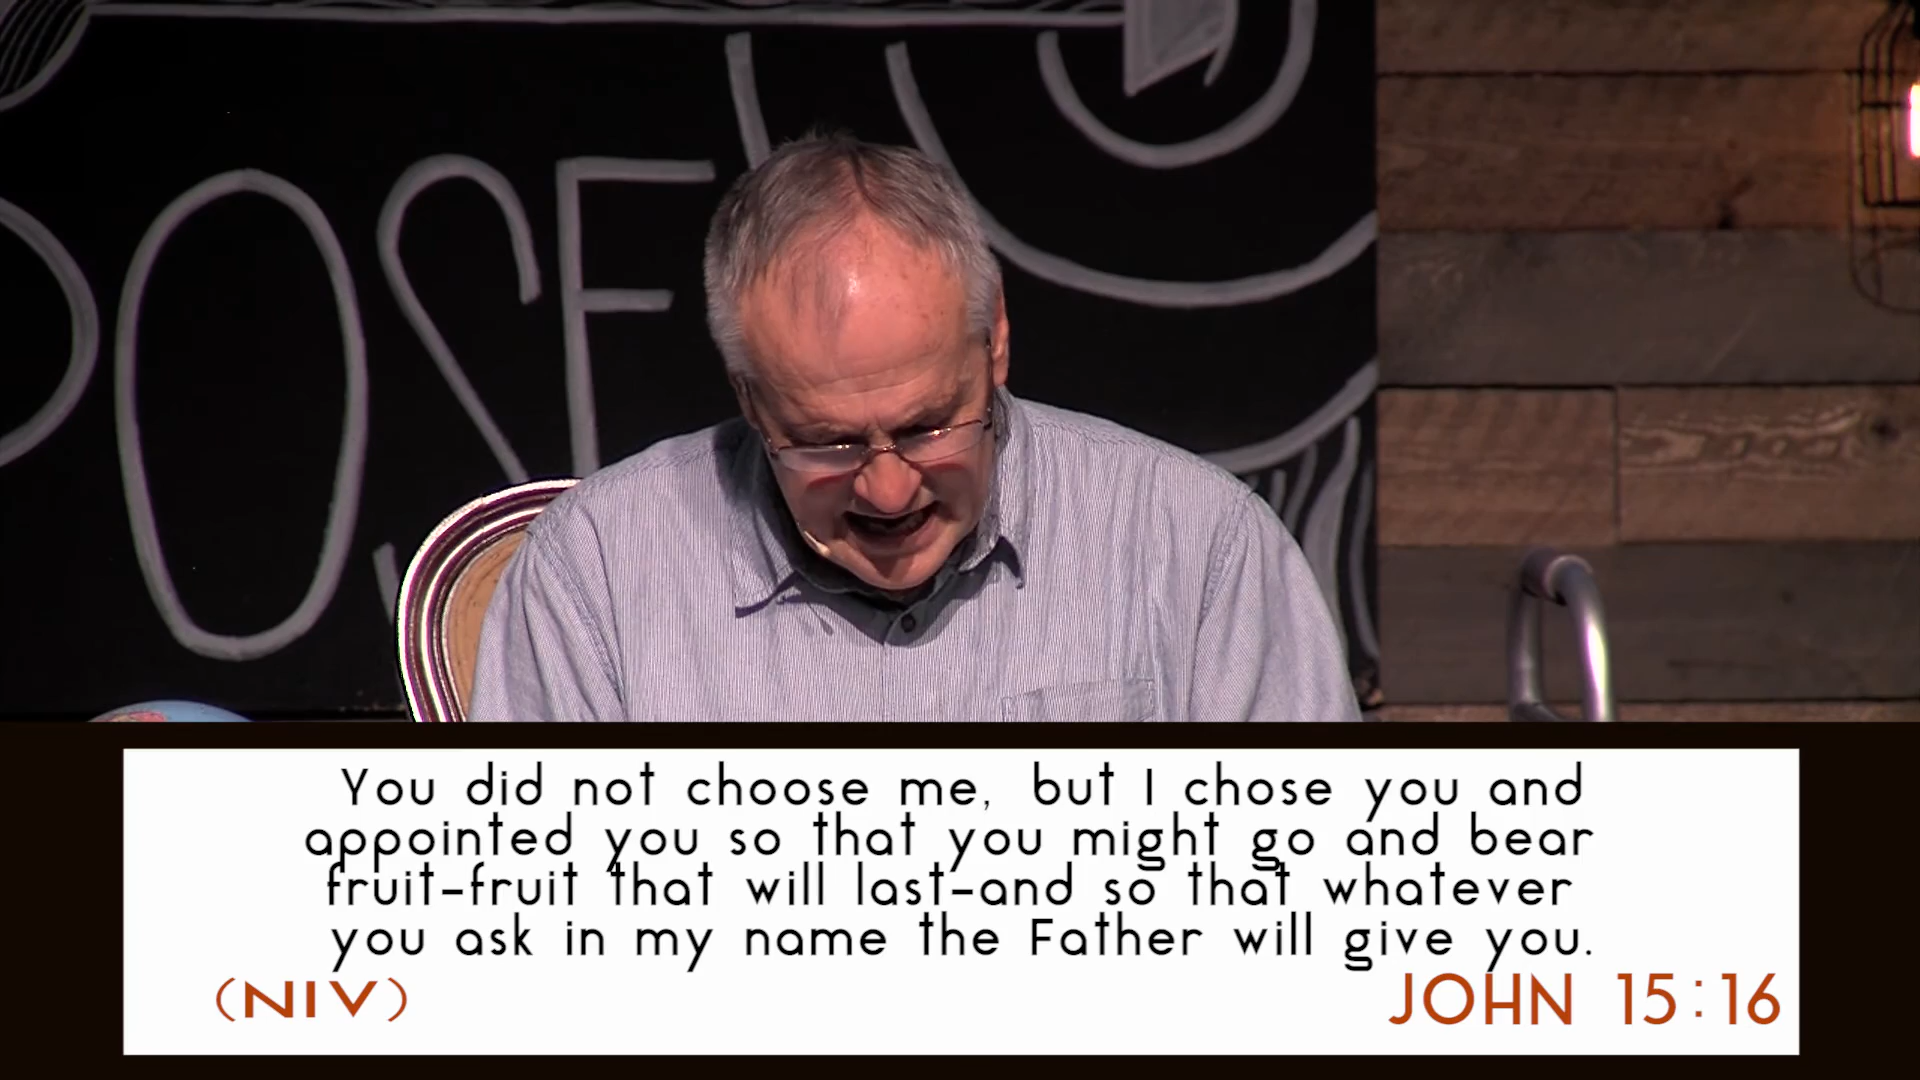 POSE
You did not choose me, but I chose you and
appointed you so that you might go and bear
fruit-fruit that will last-and so that whatever
you ask in my name the Father will give you.
(NIV)
JOHN 15:16